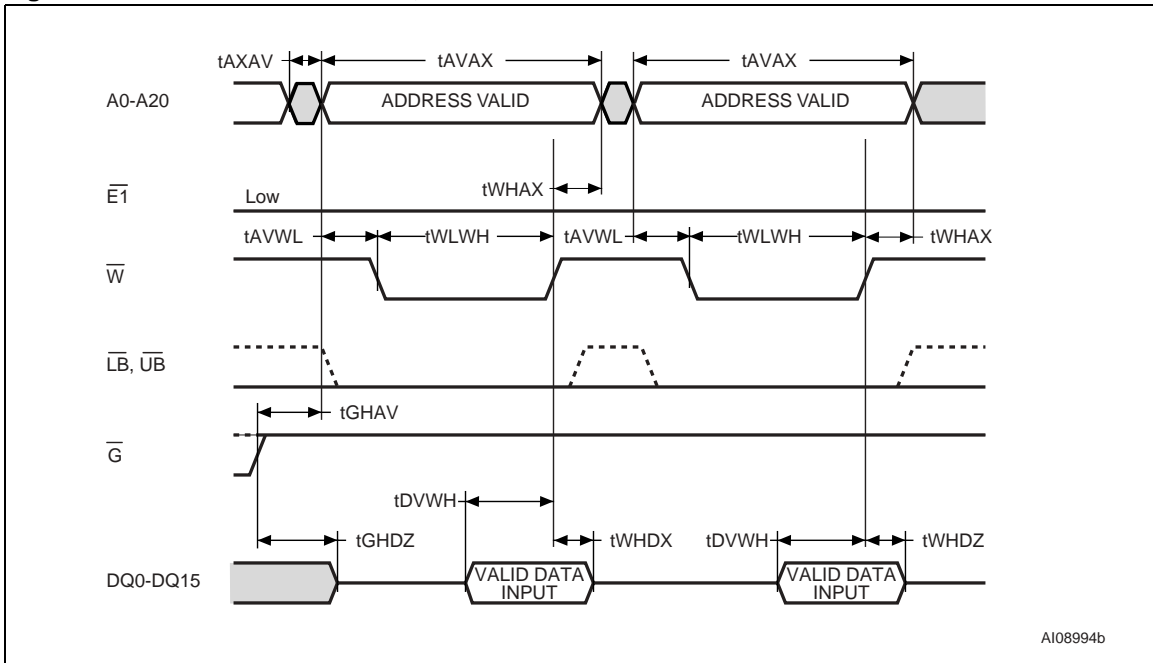 tAXAV tAVAX tAVAX
A0-A20 ADDRESS VALID ADDRESS VALID
E1 Low tWHAX
tAVWL tWLWH tAVWL tWLWH tWHAX
W
LB, UB
tGHAV
G
tDVWH
tGHDZ tWHDX tDVWH tWHDZ
DQ0-DQ15 VALID DATA INPUT VALID DATA INPUT
AI08994b